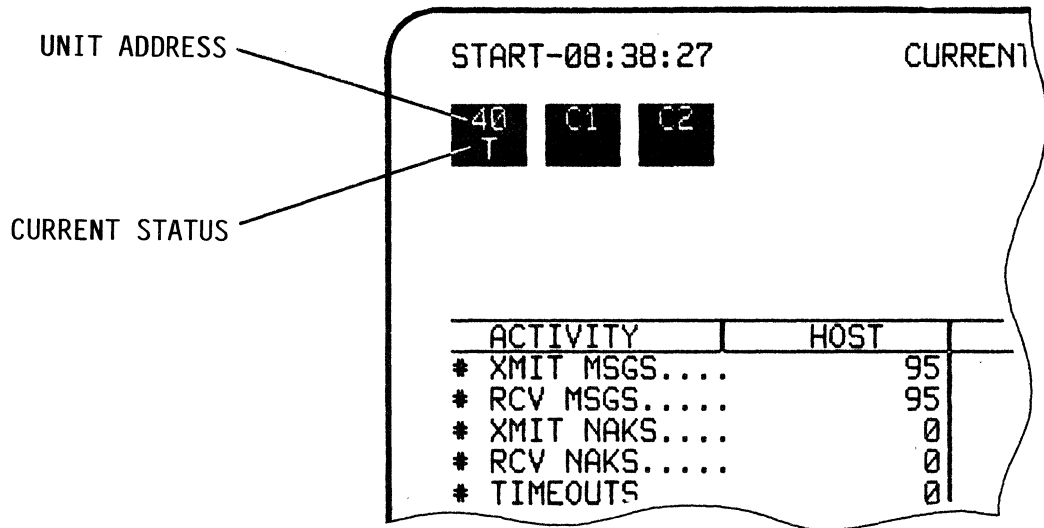 UNIT ADDRESS
START-08:38:27 CURRENT
40 C1 C2
T
CURRENT STATUS
ACTIVITY HOST
# XMIT MSGS.... 95
# RCV MSGS..... 95
# XMIT NAKS.... 0
# RCV NAKS..... 0
# TIMEOUTS 0